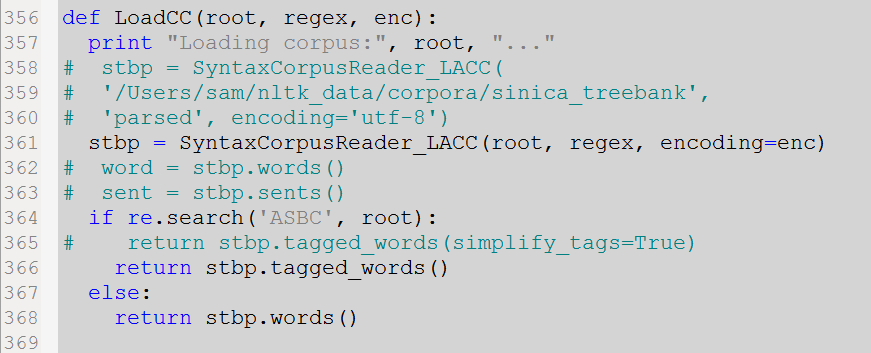 356 def LoadCC(root, regex, enc):
357   print "Loading corpus:", root, "..."
358 #  stbp = SyntaxCorpusReader_LACC(
359 #  '/Users/sam/nltk_data/corpora/sinica_treebank',
360 #  'parsed', encoding='utf-8')
361   stbp = SyntaxCorpusReader_LACC(root, regex, encoding=enc)
362 #  word = stbp.words()
363 #  sent = stbp.sents()
364   if re.search('ASBC', root):
365 #    return stbp.tagged_words(simplify_tags=True)
366     return stbp.tagged_words()
367   else:
368     return stbp.words()
369